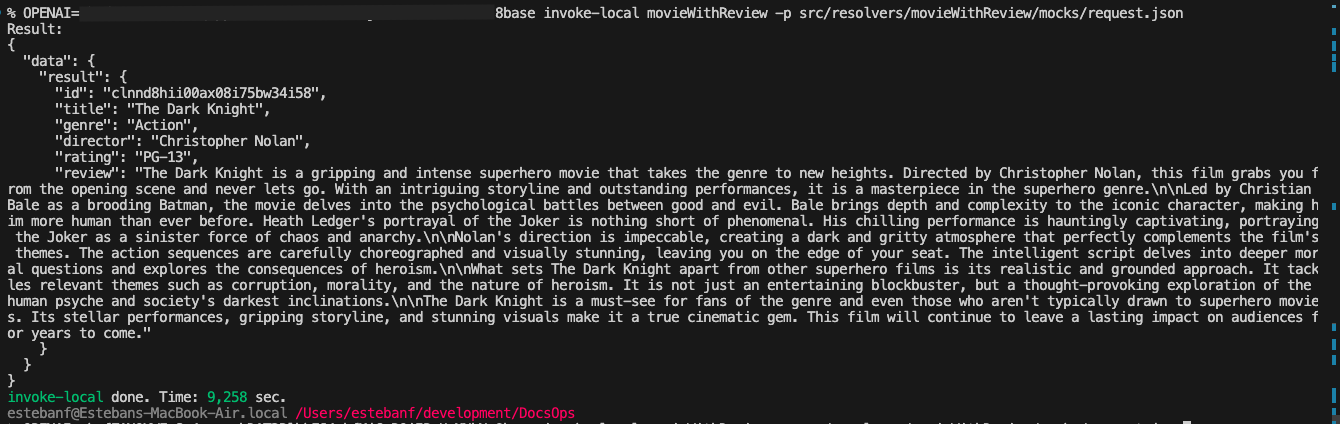 % OPENAI= 8base invoke-local movieWithReview -p src/resolvers/movieWithReview/mocks/request.json
Result:
{
  "data": {
    "result": {
      "id": "clnnd8hii00ax08i75bw34i58",
      "title": "The Dark Knight",
      "genre": "Action",
      "director": "Christopher Nolan",
      "rating": "PG-13",
      "review": "The Dark Knight is a gripping and intense superhero movie that takes the genre to new heights. Directed by Christopher Nolan, this film grabs you f
rom the opening scene and never lets go. With an intriguing storyline and outstanding performances, it is a masterpiece in the superhero genre.\n\nLed by Christian
Bale as a brooding Batman, the movie delves into the psychological battles between good and evil. Bale brings depth and complexity to the iconic character, making h
im more human than ever before. Heath Ledger's portrayal of the Joker is nothing short of phenomenal. His chilling performance is hauntingly captivating, portraying
 the Joker as a sinister force of chaos and anarchy.\n\nNolan's direction is impeccable, creating a dark and gritty atmosphere that perfectly complements the film's
 themes. The action sequences are carefully choreographed and visually stunning, leaving you on the edge of your seat. The intelligent script delves into deeper mor
al questions and explores the consequences of heroism.\n\nWhat sets The Dark Knight apart from other superhero films is its realistic and grounded approach. It tack
les relevant themes such as corruption, morality, and the nature of heroism. It is not just an entertaining blockbuster, but a thought-provoking exploration of the
human psyche and society's darkest inclinations.\n\nThe Dark Knight is a must-see for fans of the genre and even those who aren't typically drawn to superhero movie
s. Its stellar performances, gripping storyline, and stunning visuals make it a true cinematic gem. This film will continue to leave a lasting impact on audiences f
or years to come."
    }
  }
}
invoke-local done. Time: 9,258 sec.
estebanf@Estebans-MacBook-Air.local /Users/estebanf/development/DocsOps